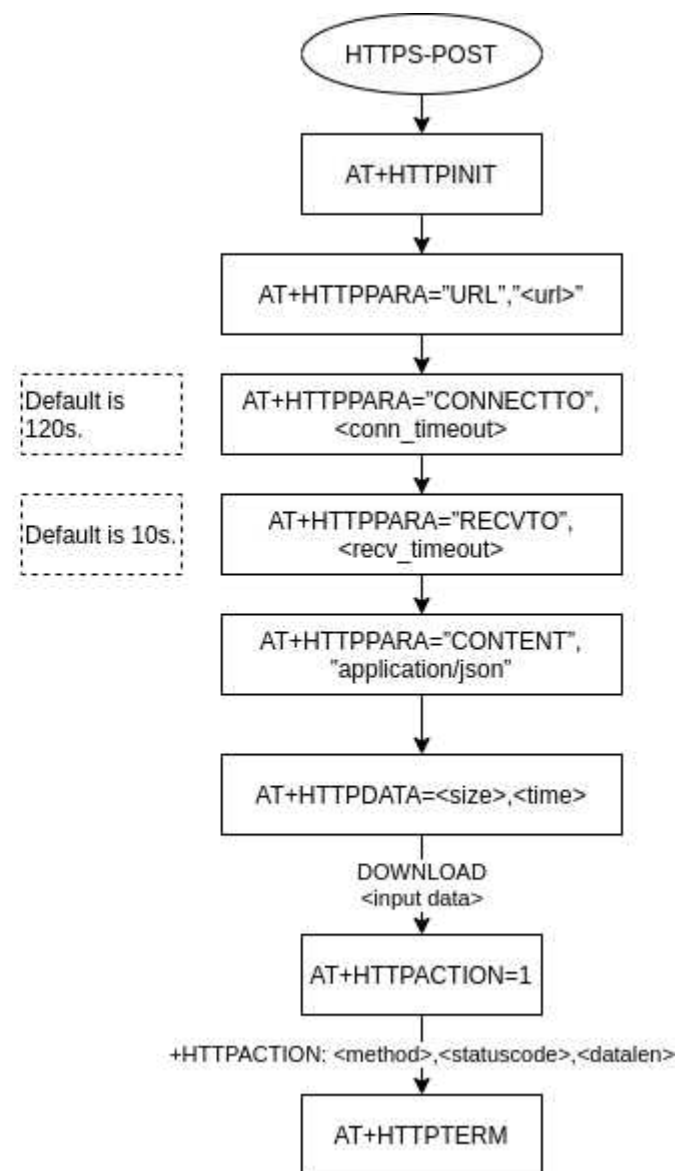 HTTPS-POST
AT+HTTPINIT
AT+HTTPPARA=”URL”,”<url>”
Default is
120s.
AT+HTTPPARA=”CONNECTTO”,
<conn_timeout>
Default is 10s.
AT+HTTPPARA=”RECVTO”,
<recv_timeout>
AT+HTTPPARA=”CONTENT”,
”application/json”
AT+HTTPDATA=<size>,<time>
DOWNLOAD
<input data>
AT+HTTPACTION=1
+HTTPACTION: <method>,<statuscode>,<datalen>
AT+HTTPTERM